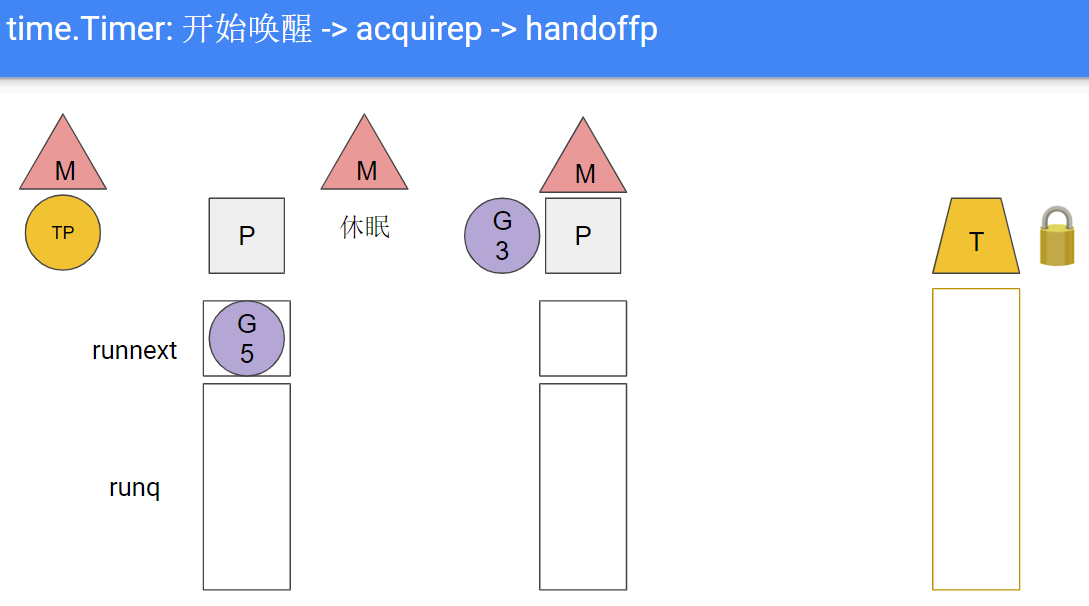 time.Timer: 开始唤醒 -> acquirep -> handoffp
M
M
M
TP
P
休眠
G
3
P
T
G
5
runnext
runq